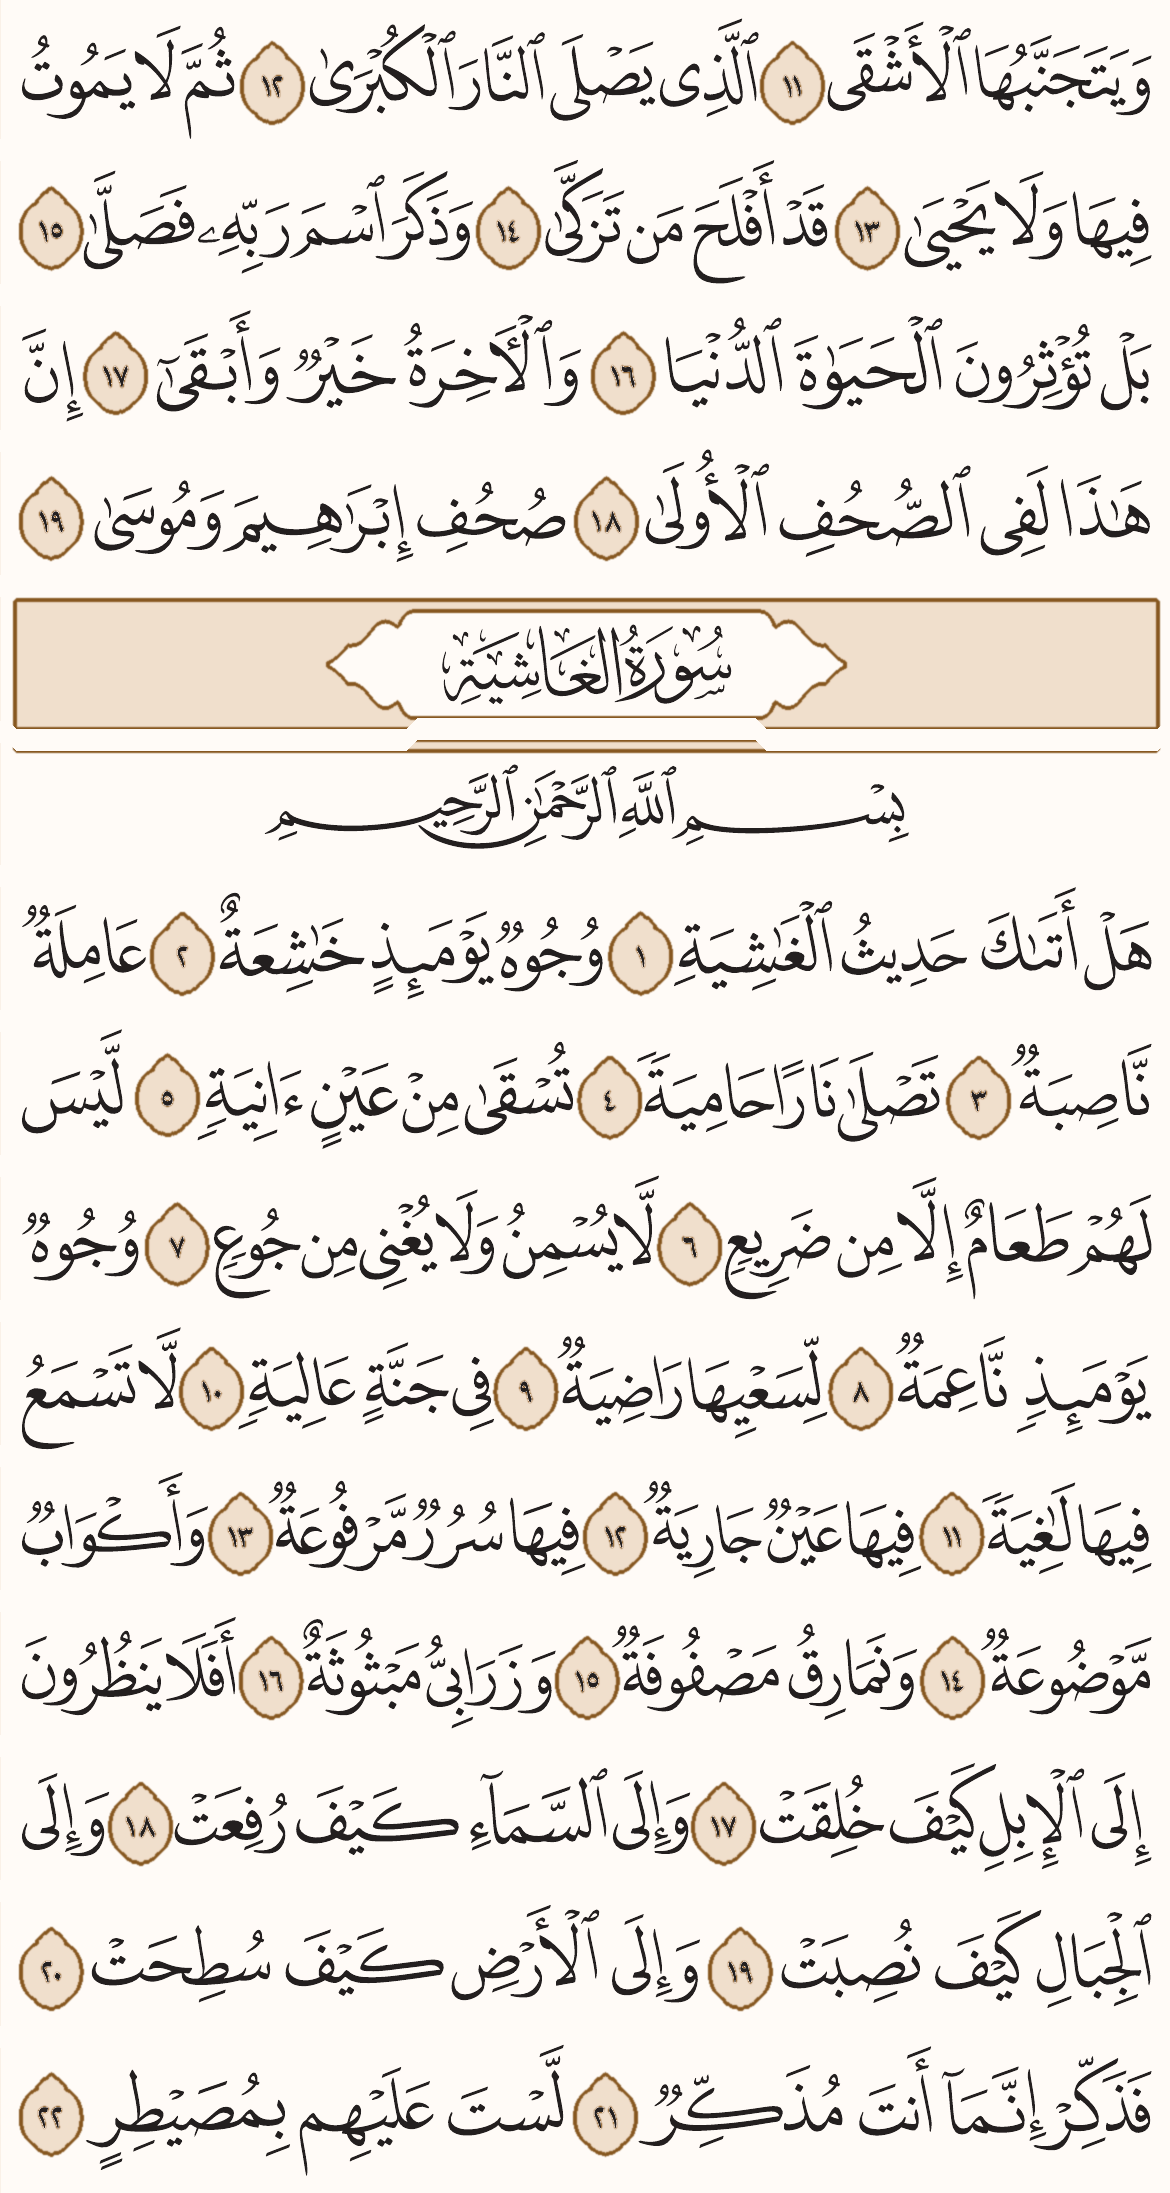 وَيَتَجَنَّبُهَا ٱلْأَشْقَى ١١ ٱلَّذِى يَصْلَى ٱلنَّارَ ٱلْكُبْرَىٰ ١٢ ثُمَّ لَا يَمُوتُ
فِيهَا وَلَا يَحْيَىٰ ١٣ قَدْ أَفْلَحَ مَن تَزَكَّىٰ ١٤ وَذَكَرَ ٱسْمَ رَبِّهِۦ فَصَلَّىٰ ١٥
بَلْ تُؤْثِرُونَ ٱلْحَيَوٰةَ ٱلدُّنْيَا ١٦ وَٱلْـَٔاخِرَةُ خَيْرٌ وَأَبْقَىٰٓ ١٧ إِنَّ
هَـٰذَا لَفِى ٱلصُّحُفِ ٱلْأُولَىٰ ١٨ صُحُفِ إِبْرَٰهِيمَ وَمُوسَىٰ ١٩
سُورَةُ الغَاشِيَةِ
بِسْمِ ٱللَّهِ ٱلرَّحْمَـٰنِ ٱلرَّحِيمِ
هَلْ أَتَىٰكَ حَدِيثُ ٱلْغَـٰشِيَةِ ١ وُجُوهٌ يَوْمَئِذٍ خَـٰشِعَةٌ ٢ عَامِلَةٌ
نَّاصِبَةٌ ٣ تَصْلَىٰ نَارًا حَامِيَةً ٤ تُسْقَىٰ مِنْ عَيْنٍ ءَانِيَةٍ ٥ لَّيْسَ
لَهُمْ طَعَامٌ إِلَّا مِن ضَرِيعٍ ٦ لَّا يُسْمِنُ وَلَا يُغْنِى مِن جُوعٍ ٧ وُجُوهٌ
يَوْمَئِذٍ نَّاعِمَةٌ ٨ لِّسَعْيِهَا رَاضِيَةٌ ٩ فِى جَنَّةٍ عَالِيَةٍ ١٠ لَّا تَسْمَعُ
فِيهَا لَـٰغِيَةً ١١ فِيهَا عَيْنٌ جَارِيَةٌ ١٢ فِيهَا سُرُرٌ مَّرْفُوعَةٌ ١٣ وَأَكْوَابٌ
مَّوْضُوعَةٌ ١٤ وَنَمَارِقُ مَصْفُوفَةٌ ١٥ وَزَرَابِىُّ مَبْثُوثَةٌ ١٦ أَفَلَا يَنظُرُونَ
إِلَى ٱلْإِبِلِ كَيْفَ خُلِقَتْ ١٧ وَإِلَى ٱلسَّمَآءِ كَيْفَ رُفِعَتْ ١٨ وَإِلَى
ٱلْجِبَالِ كَيْفَ نُصِبَتْ ١٩ وَإِلَى ٱلْأَرْضِ كَيْفَ سُطِحَتْ ٢٠
فَذَكِّرْ إِنَّمَآ أَنتَ مُذَكِّرٌ ٢١ لَّسْتَ عَلَيْهِم بِمُصَيْطِرٍ ٢٢